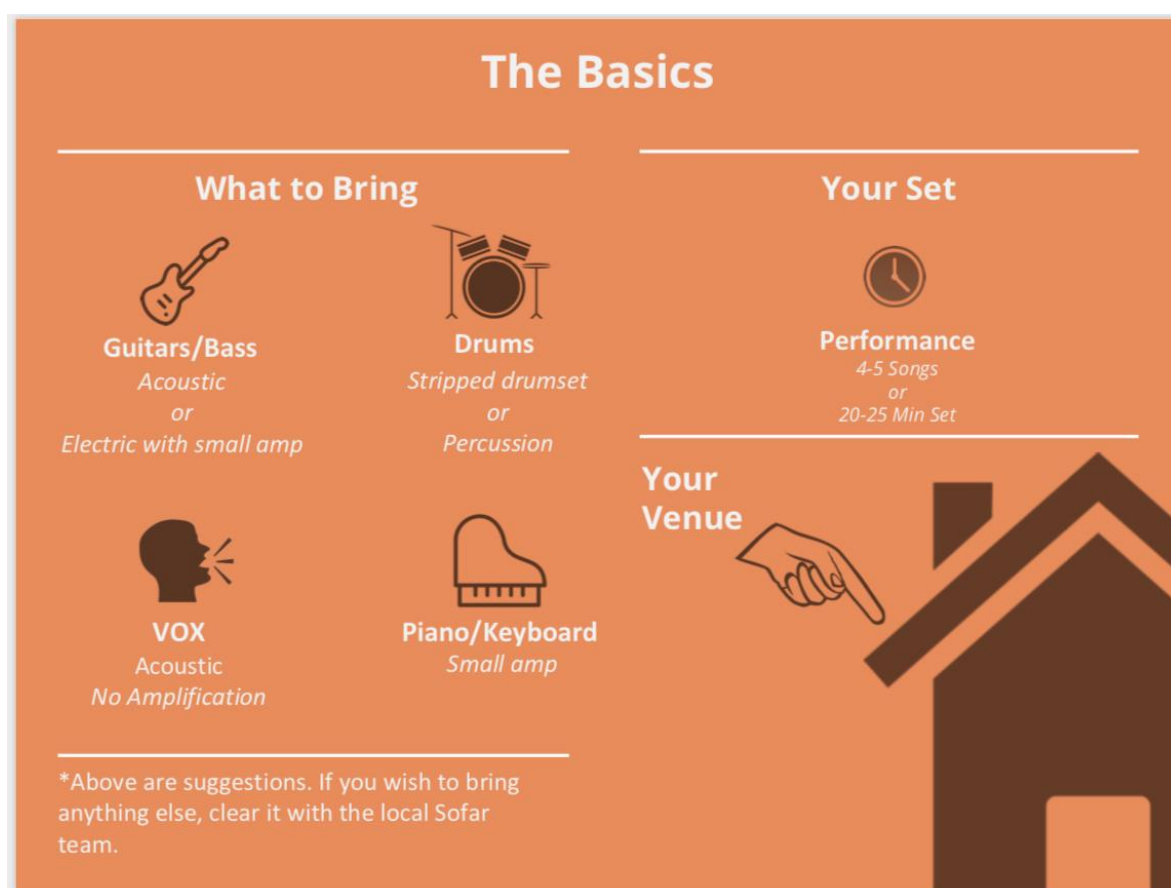 The Basics
What to Bring
Guitars/Bass
Acoustic
or
Electric with small amp
Drums
Stripped drumset
or
Percussion
VOX
Acoustic
No Amplification
Piano/Keyboard
Small amp
*Above are suggestions. If you wish to bring
anything else, clear it with the local Sofar
team.
Your Set
Performance
4-5 Songs
or
20-25 Min Set
Your
Venue